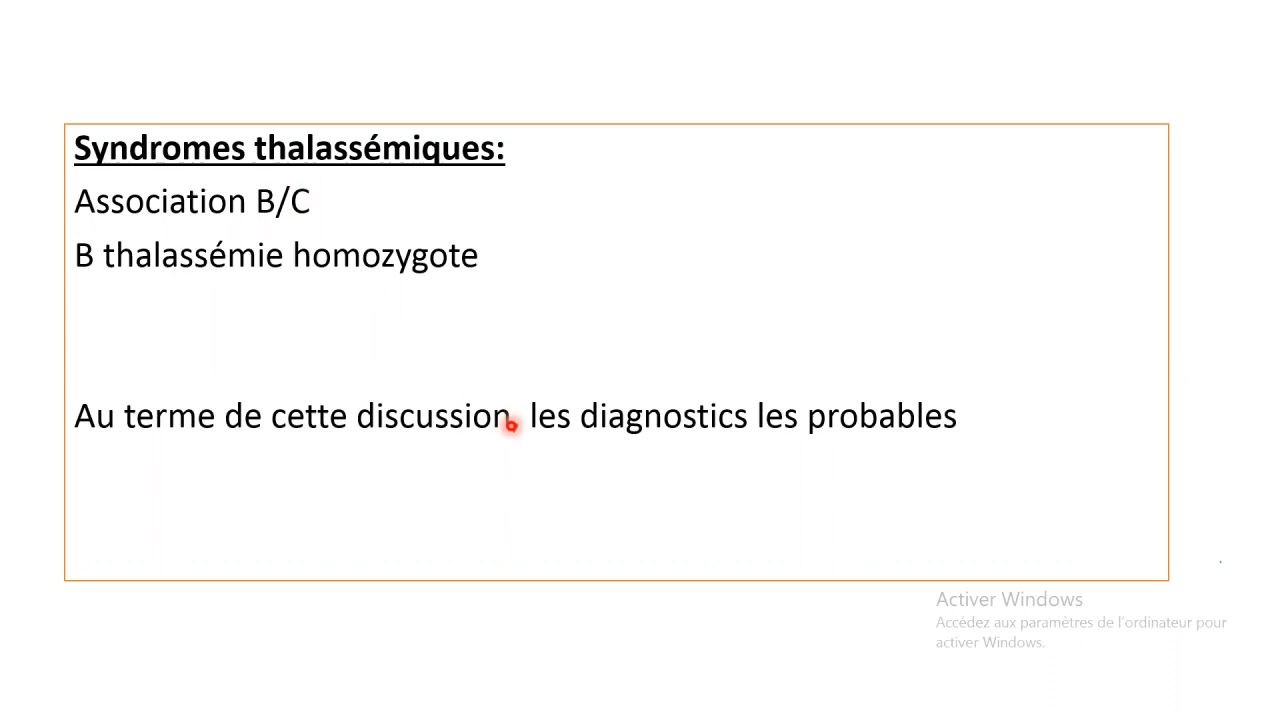 Syndromes thalassémiques:
Association B/C
B thalassémie homozygote
Au terme de cette discussion, les diagnostics les probables
Activer Windows
Accédez aux paramètres de l'ordinateur pour
activer Windows.